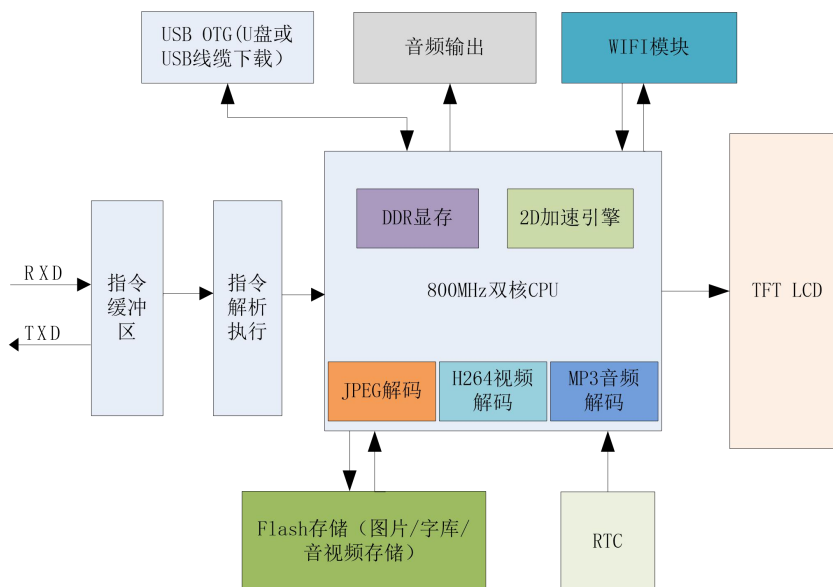 USB OTG(U盘或
USB线缆下载）
音频输出
WIFI模块
DDR显存
2D加速引擎
RXD
TXD
指令
缓冲
区
指令
解析
执行
800MHz双核CPU
TFT LCD
JPEG解码
H264视频
解码
MP3音频
解码
Flash存储（图片/字库/
音视频存储）
RTC